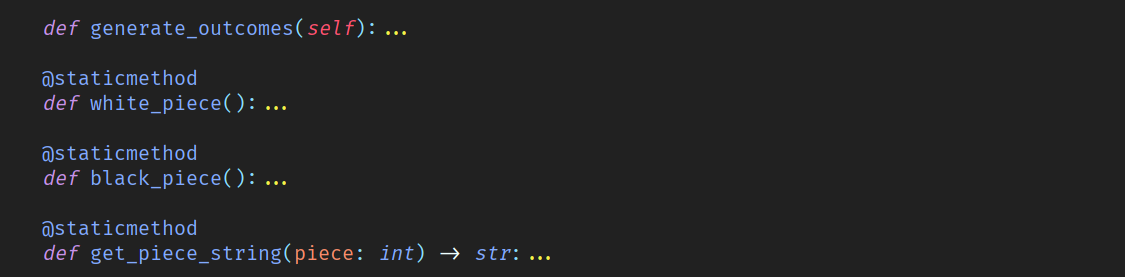 def generate_outcomes(self):...
@staticmethod
def white_piece():...
@staticmethod
def black_piece():...
@staticmethod
def get_piece_string(piece: int) -> str:...